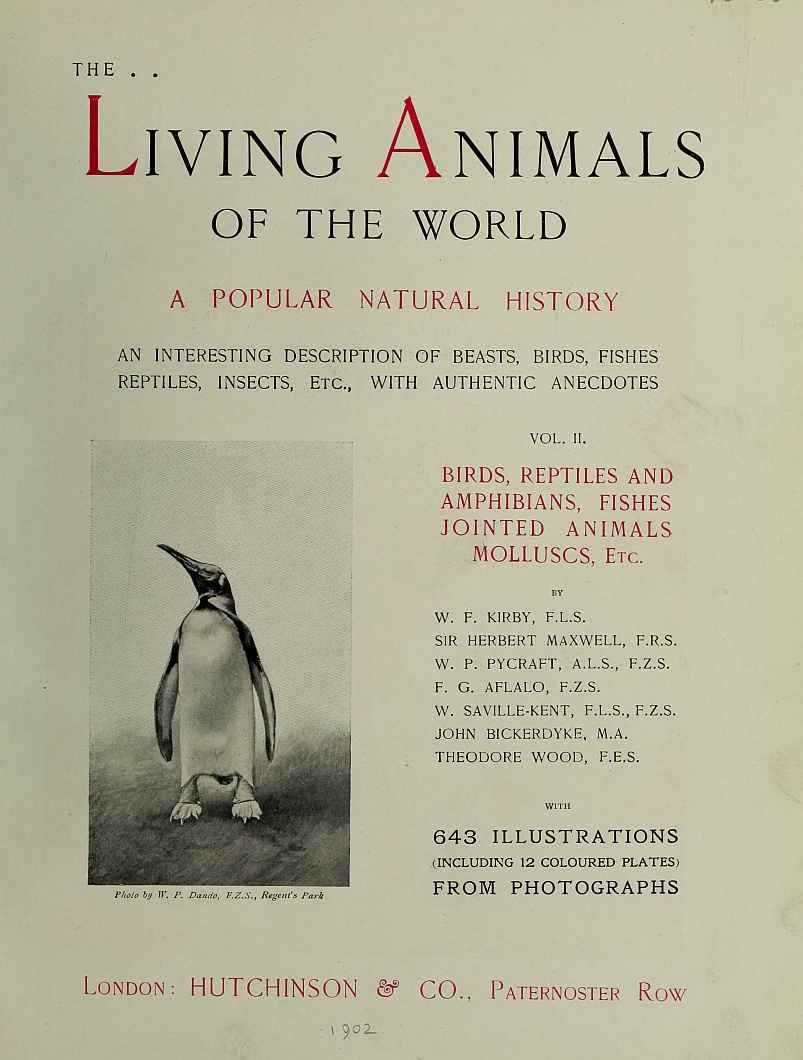 THE . .
LIVING ANIMALS
OF THE WORLD
A POPULAR NATURAL HISTORY
AN INTERESTING DESCRIPTION OF BEASTS, BIRDS, FISHES
REPTILES, INSECTS, ETC., WITH AUTHENTIC ANECDOTES
VOL. II.
BIRDS, REPTILES AND
AMPHIBIANS, FISHES
JOINTED ANIMALS
MOLLUSCS, ETC.
BY
W. F. KIRBY, F.L.S.
SIR HERBERT MAXWELL, F.R.S.
W. P. PYCRAFT, A.L.S., F.Z.S.
F. G. AFLALO, F.Z.S.
W. SAVILLE-KENT, F.L.S., F.Z.S.
JOHN BICKERDYKE, M.A.
THEODORE WOOD, F.E.S.
WITH
643 ILLUSTRATIONS
(INCLUDING 12 COLOURED PLATES)
FROM PHOTOGRAPHS
Photo by W. P. Dando, F.Z.S., Regent's Park
LONDON: HUTCHINSON & CO., PATERNOSTER ROW
1902